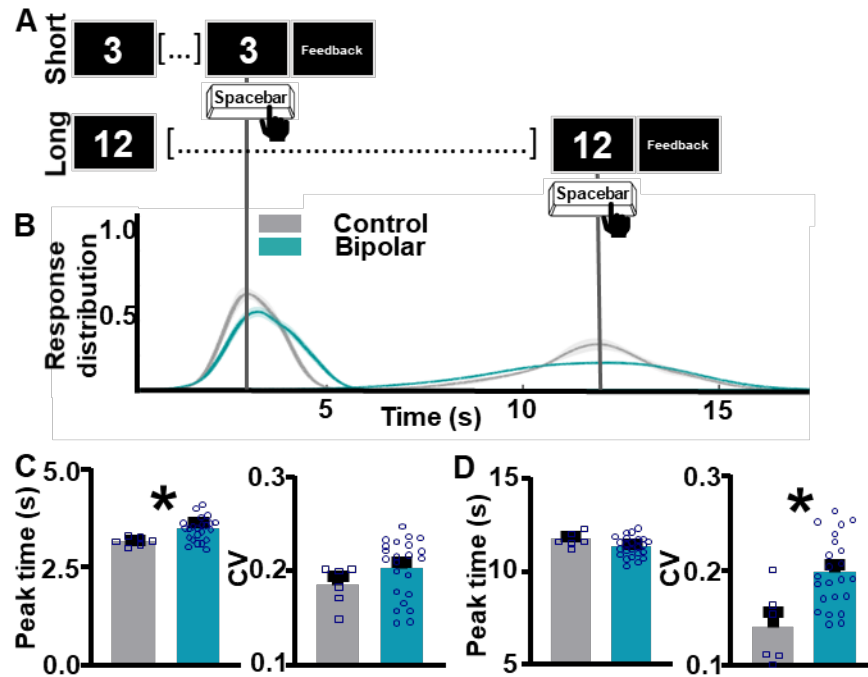 A
Short
3
[...]
3
Feedback
Spacebar
Long
12
[....................................]
12
Feedback
Spacebar
B
Response
distribution
1.0
0.5
Control
Bipolar
5
10
15
Time (s)
C
Peak time (s)
5.0
2.5
0.0
*
CV
0.3
0.2
0.1
D
Peak time (s)
15
10
5
CV
0.3
0.2
0.1
*